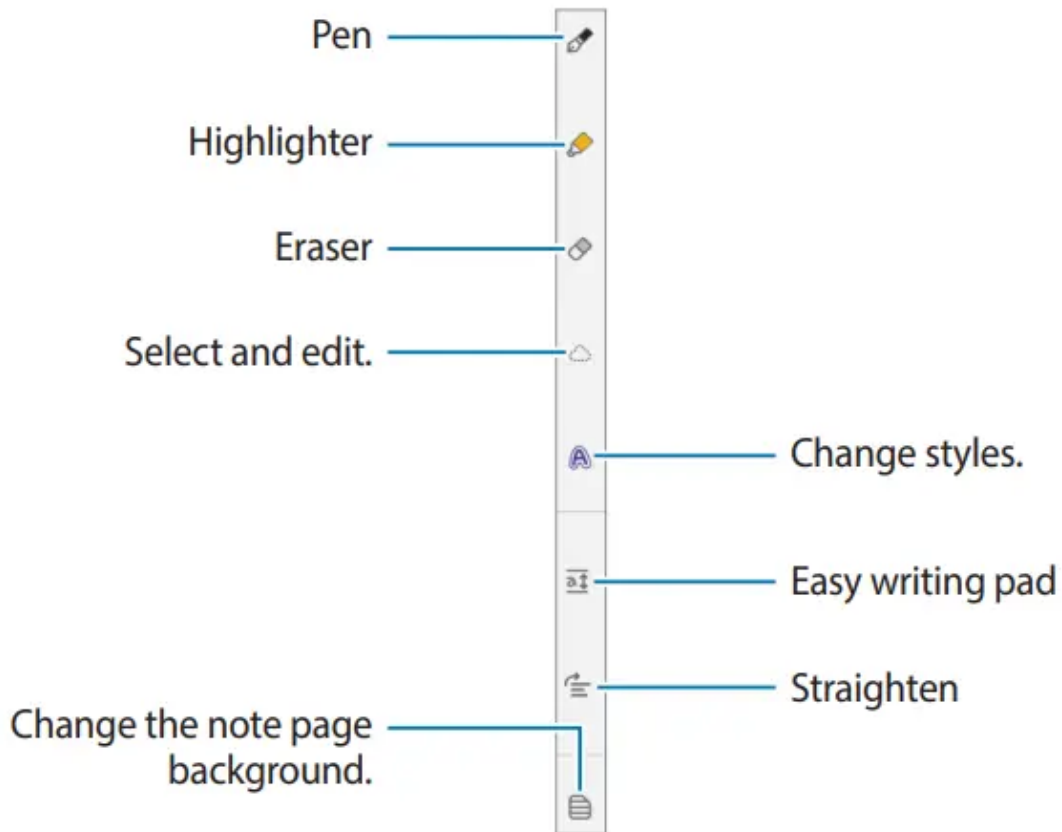 Pen
Highlighter
Eraser
Select and edit.
Change styles.
Easy writing pad
Straighten
Change the note page
background.